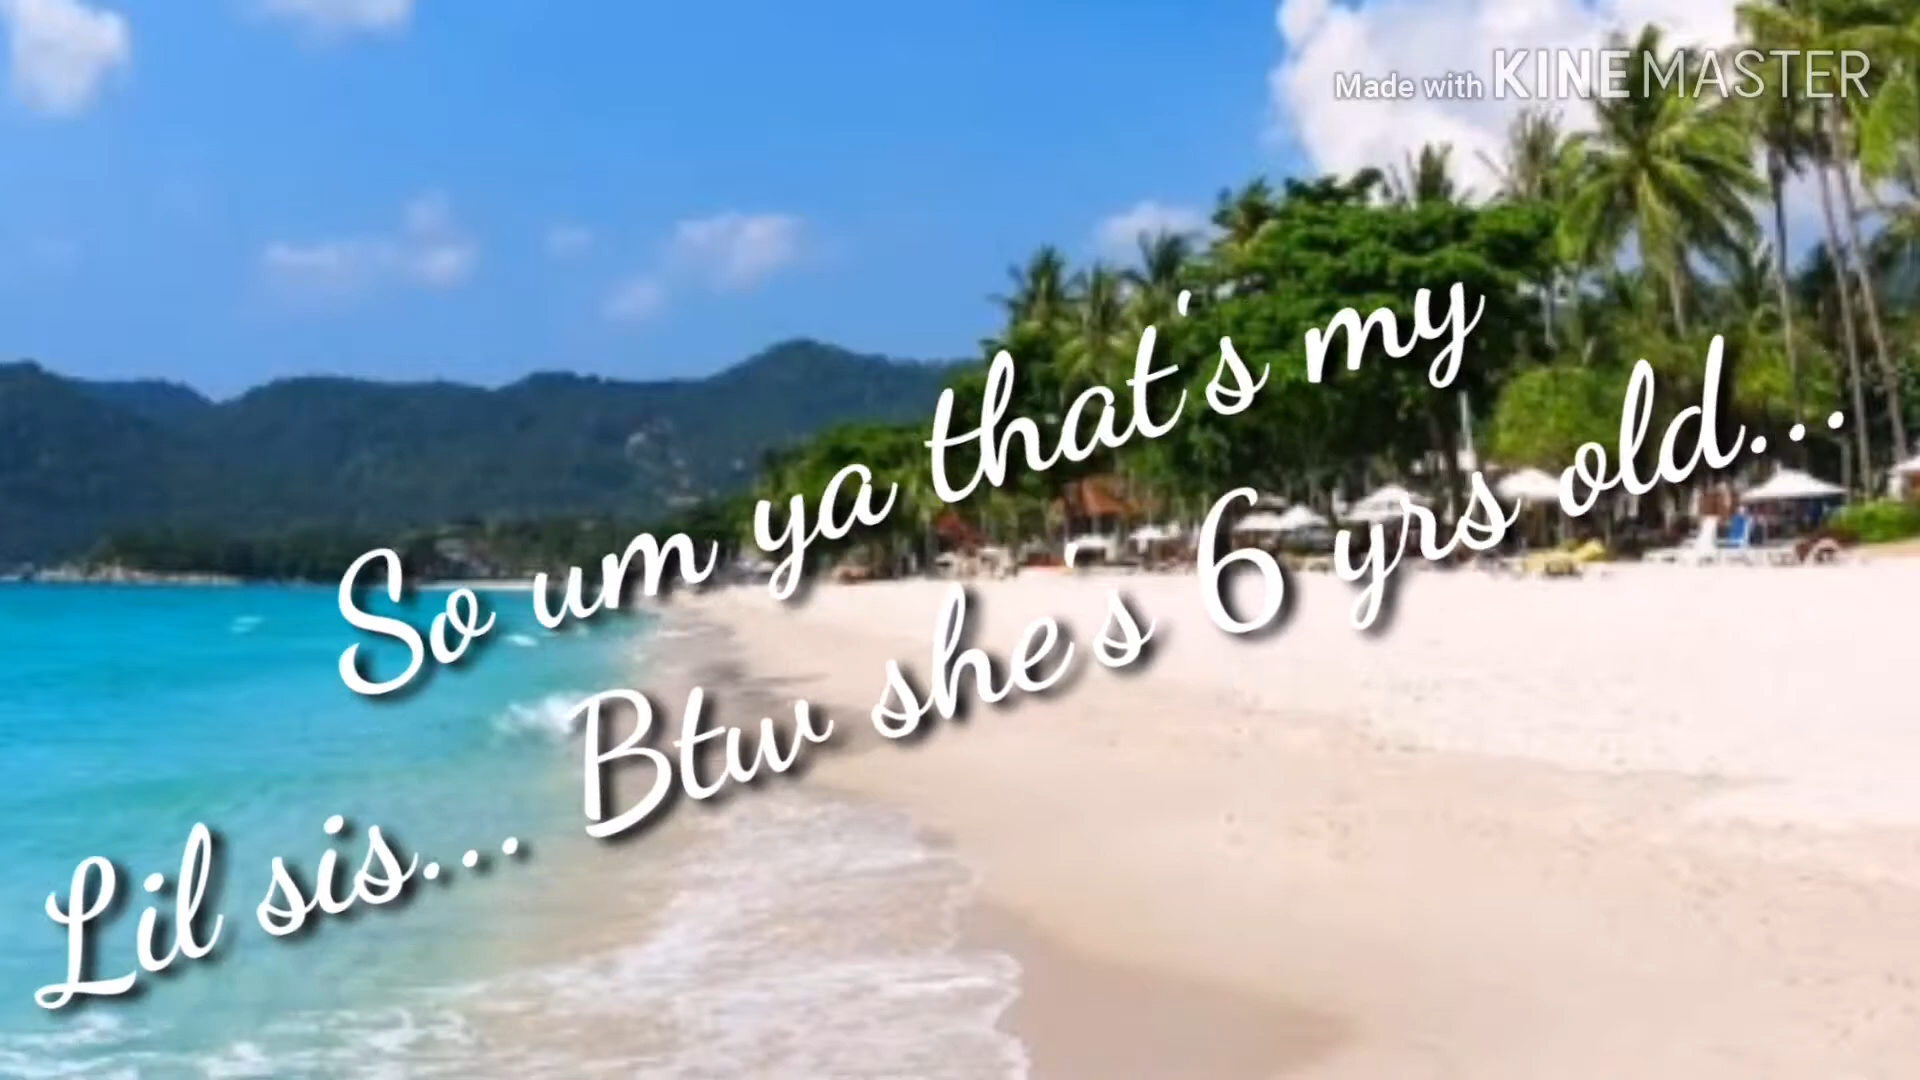 Made with KINEMASTER
So um ya that's my
Lil sis... Btw she's 6 yrs old...